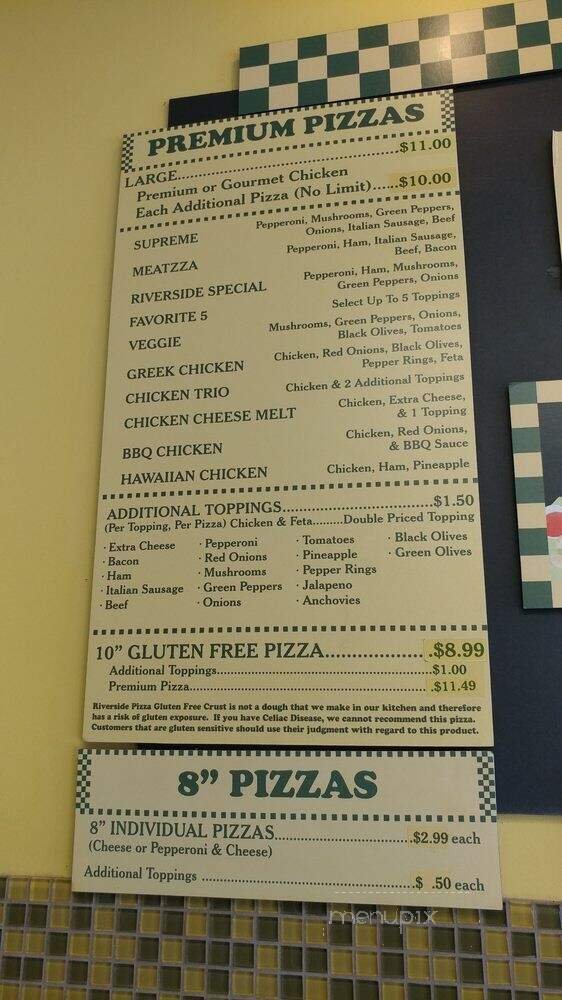 PREMIUM PIZZAS
LARGE..............................$11.00
Premium or Gourmet Chicken
Each Additional Pizza (No Limit)......$10.00
SUPREME Pepperoni, Mushrooms, Green Peppers,
Onions, Italian Sausage, Beef
MEATZZA Pepperoni, Ham, Italian Sausage,
Beef, Bacon
RIVERSIDE SPECIAL Pepperoni, Ham, Mushrooms,
Green Peppers, Onions
FAVORITE 5 Select Up To 5 Toppings
VEGGIE Mushrooms, Green Peppers, Onions,
Black Olives, Tomatoes
GREEK CHICKEN Chicken, Red Onions, Black Olives,
Pepper Rings, Feta
CHICKEN TRIO Chicken & 2 Additional Toppings
CHICKEN CHEESE MELT Chicken, Extra Cheese,
& 1 Topping
BBQ CHICKEN Chicken, Red Onions,
& BBQ Sauce
HAWAIIAN CHICKEN Chicken, Ham, Pineapple
ADDITIONAL TOPPINGS..............................$1.50
(Per Topping, Per Pizza) Chicken & Feta.........Double Priced Topping
· Extra Cheese · Pepperoni · Tomatoes · Black Olives
· Bacon · Red Onions · Pineapple · Green Olives
· Ham · Mushrooms · Pepper Rings
· Italian Sausage · Green Peppers · Jalapeno
· Beef · Onions · Anchovies
10” GLUTEN FREE PIZZA..................$8.99
Additional Toppings..............................$1.00
Premium Pizza..............................$11.49
Riverside Pizza Gluten Free Crust is not a dough that we make in our kitchen and therefore
has a risk of gluten exposure. If you have Celiac Disease, we cannot recommend this pizza.
Customers that are gluten sensitive should use their judgment with regard to this product.
8” PIZZAS
8” INDIVIDUAL PIZZAS..............................$2.99 each
(Cheese or Pepperoni & Cheese)
Additional Toppings ..............................$ .50 each
menupix